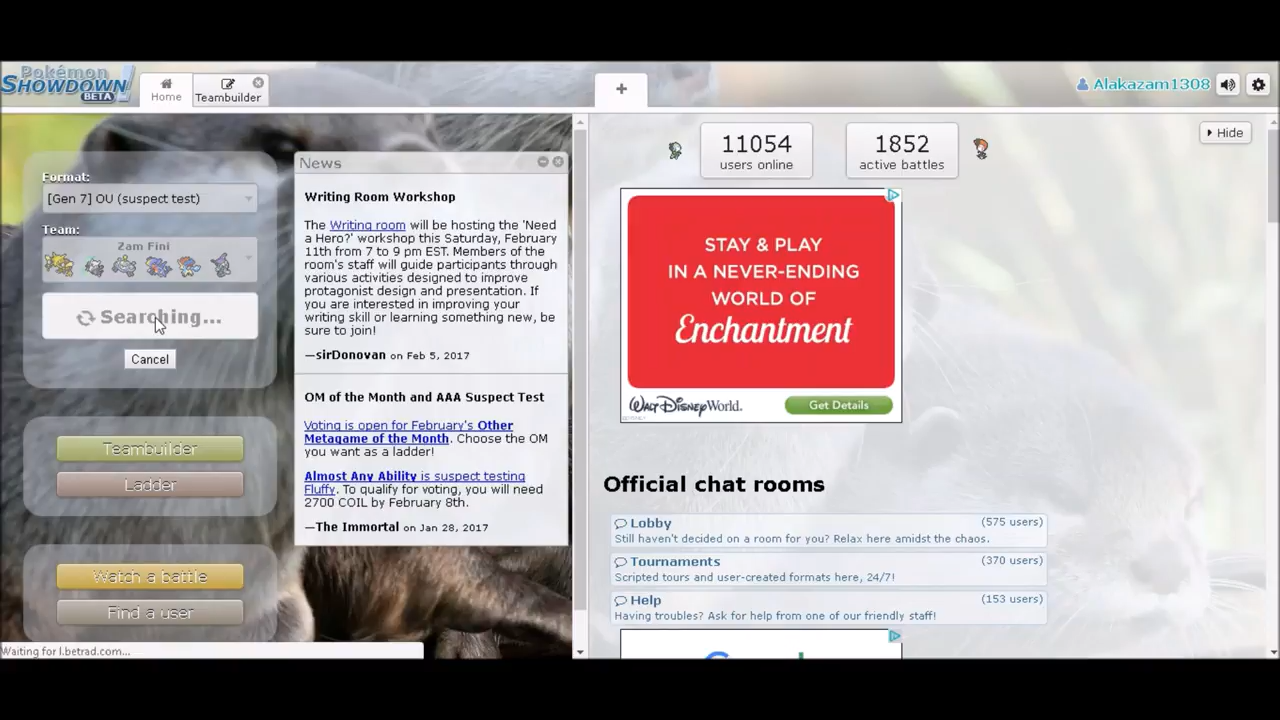 Pokémon
SHOWDOWN!
BETA
Home
Teambuilder
+
Alakazam1308
Format:
[Gen 7] OU (suspect test)
Team:
Zam Fini
Searching...
Cancel
Teambuilder
Ladder
Watch a battle
Find a user
News
Writing Room Workshop
The Writing room will be hosting the 'Need
a Hero?' workshop this Saturday, February
11th from 7 to 9 pm EST. Members of the
room's staff will guide participants through
various activities designed to improve
protagonist design and presentation. If
you are interested in improving your
writing skill or learning something new, be
sure to join!
—sirDonovan on Feb 5, 2017
OM of the Month and AAA Suspect Test
Voting is open for February's Other
Metagame of the Month. Choose the OM
you want as a ladder!
Almost Any Ability is suspect testing
Fluffy. To qualify for voting, you will need
2700 COIL by February 8th.
—The Immortal on Jan 28, 2017
11054
users online
1852
active battles
Hide
STAY & PLAY
IN A NEVER-ENDING
WORLD OF
Enchantment
WALT DISNEY World.
Get Details
Official chat rooms
Lobby (575 users)
Still haven't decided on a room for you? Relax here amidst the chaos.
Tournaments (370 users)
Scripted tours and user-created formats here, 24/7!
Help (153 users)
Having troubles? Ask for help from one of our friendly staff!
Waiting for l.betrad.com...